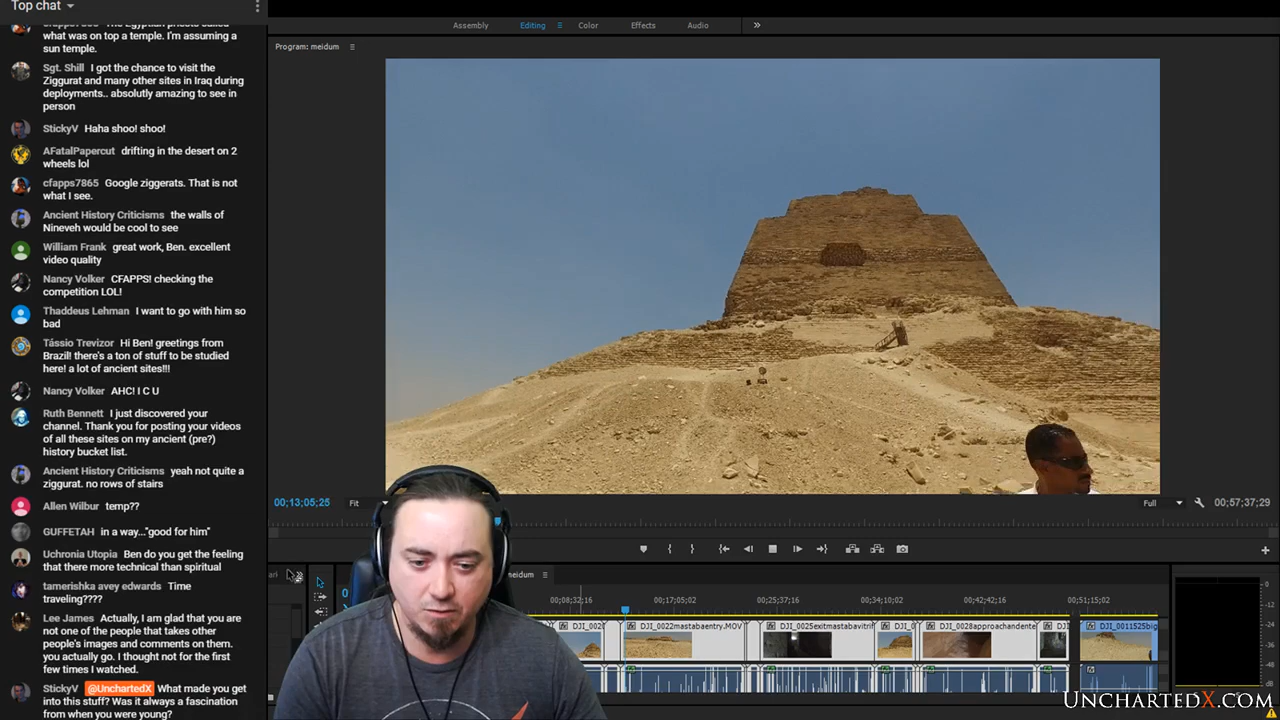 Top chat
cfapps7865 The Egyptian priests called
what was on top a temple. I'm assuming a
sun temple.
Sgt. Shill I got the chance to visit the
Ziggurat and many other sites in Iraq during
deployments.. absolutly amazing to see in
person
StickyV Haha shoo! shoo!
AFatalPapercut drifting in the desert on 2
wheels lol
cfapps7865 Google ziggerats. That is not
what I see.
Ancient History Criticisms the walls of
Nineveh would be cool to see
William Frank great work, Ben. excellent
video quality
Nancy Volker CFAPPS! checking the
competition LOL!
Thaddeus Lehman I want to go with him so
bad
Tássio Trevizor Hi Ben! greetings from
Brazil! there's a ton of stuff to be studied
here! a lot of ancient sites!!!
Nancy Volker AHC! I C U
Ruth Bennett I just discovered your
channel. Thank you for posting your videos
of all these sites on my ancient (pre?)
history bucket list.
Ancient History Criticisms yeah not quite a
ziggurat. no rows of stairs
Allen Wilbur temp??
GUFFETAH in a way..."good for him"
Uchronia Utopia Ben do you get the feeling
that there more technical than spiritual
tamerishka avey edwards Time
traveling????
Lee James Actually, I am glad that you are
not one of the people that takes other
people's images and comments on them.
you actually go. I thought not for the first
few times I watched.
StickyV @UnchartedX What made you get
into this stuff? Was it always a fascination
from when you were young?
Assembly Editing Color Effects Audio
Program: meidum
00;13;05;25 Fit Full 00;57;37;29
meidum
00;08;32;16 00;17;05;02 00;25;37;16 00;34;10;02 00;42;42;16 00;51;15;02
DJI_0022mastabaentry.MOV DJI_0025exitmastabavitrif DJI_0028approachandente DJI_0011525big
0
-6
-12
-18
-24
UnchartedX.com